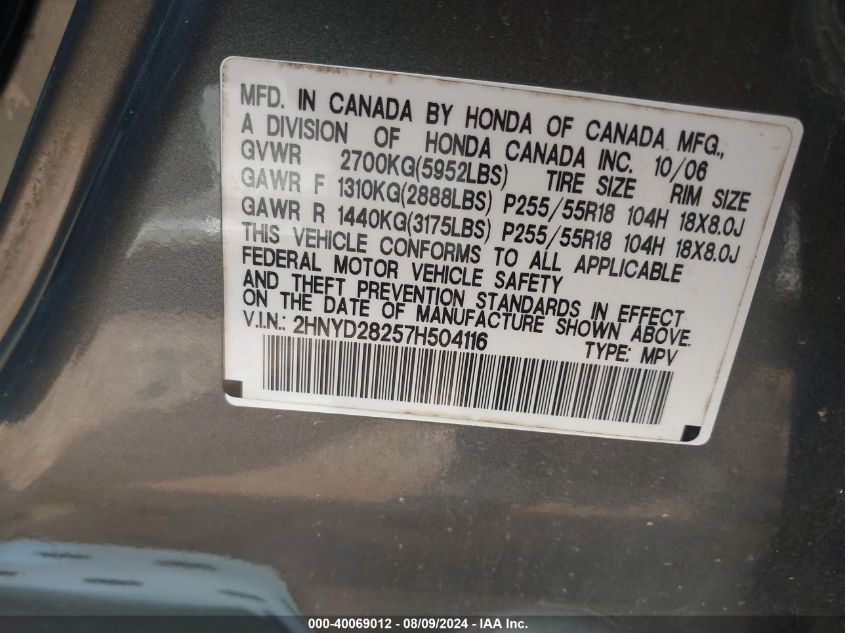 MFD. IN CANADA BY HONDA OF CANADA MFG.,
A DIVISION OF HONDA CANADA INC. 10/06
GVWR 2700KG(5952LBS) TIRE SIZE RIM SIZE
GAWR F 1310KG(2888LBS) P255/55R18 104H 18X8.0J
GAWR R 1440KG(3175LBS) P255/55R18 104H 18X8.0J
THIS VEHICLE CONFORMS TO ALL APPLICABLE
FEDERAL MOTOR VEHICLE SAFETY
AND THEFT PREVENTION STANDARDS IN EFFECT
ON THE DATE OF MANUFACTURE SHOWN ABOVE.
V.I.N.: 2HNYD28257H504116 TYPE: MPV
000-40069012 - 08/09/2024 - IAA Inc.